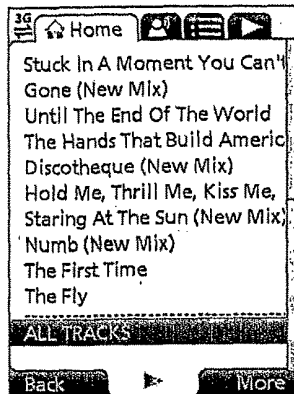 3G
Home
Stuck In A Moment You Can't
Gone (New Mix)
Until The End Of The World
The Hands That Build Americ
Discotheque (New Mix)
Hold Me, Thrill Me, Kiss Me,
Staring At The Sun (New Mix)
Numb (New Mix)
The First Time
The Fly
ALL TRACKS
Back
More